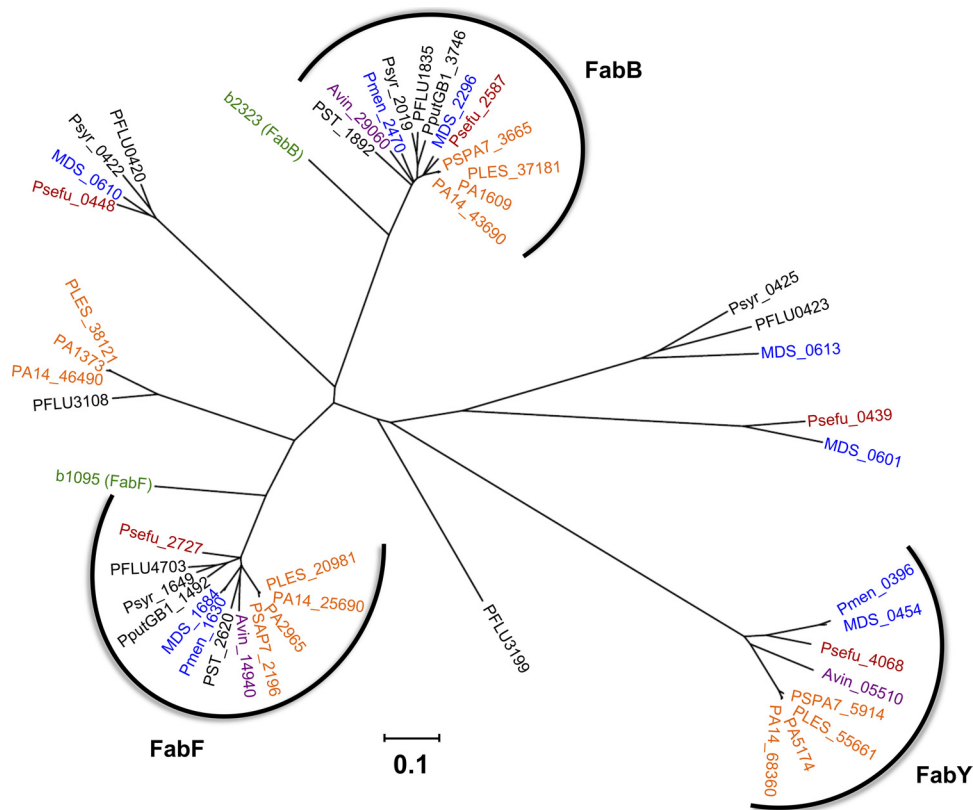 FabB
PST_1892
Avin_29060
Pmen_2470
Psyr_2019
PFLU1835
PputGB1_3746
MDS_2296
Psefu_2587
PSPA7_3665
PLES_37181
PA1609
PA14_43690
b2323 (FabB)
PFLU0420
Psyr_0422
MDS_0610
Psefu_0448
PLES_38121
PA1373
PA14_46490
PFLU3108
b1095 (FabF)
Psefu_2727
PFLU4703
Psyr_1649
PputGB1_1492
MDS_1684
Pmen_1630
PST_2620
Avin_14940
PSAP7_2196
PA2965
PA14_25690
PLES_20981
FabF
0.1
Psyr_0425
PFLU0423
MDS_0613
Psefu_0439
MDS_0601
PFLU3199
Pmen_0396
MDS_0454
Psefu_4068
Avin_05510
PSPA7_5914
PLES_55661
PA5174
PA14_68360
FabY